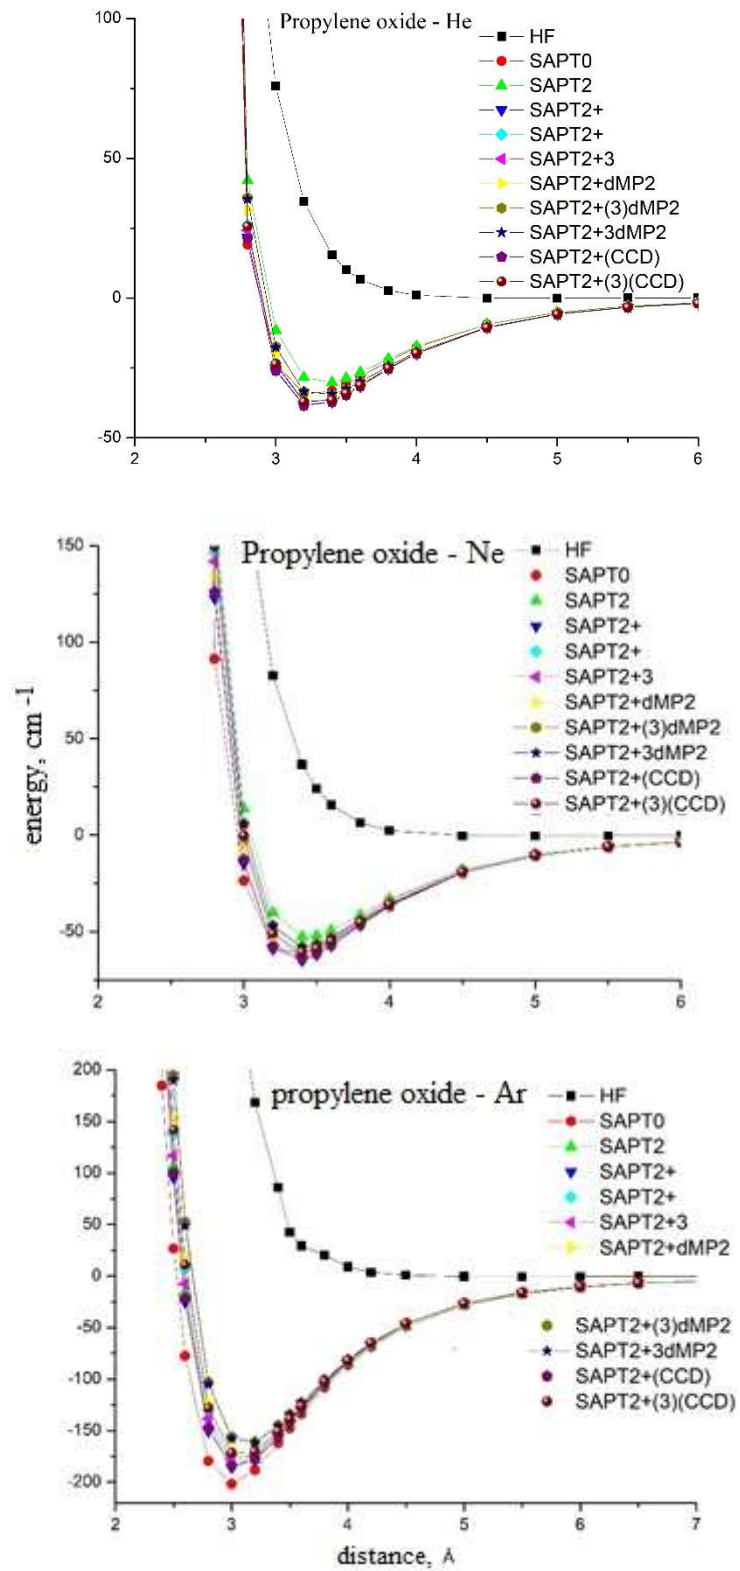 Propylene oxide - He
HF
SAPT0
SAPT2
SAPT2+
SAPT2+
SAPT2+3
SAPT2+dMP2
SAPT2+(3)dMP2
SAPT2+3dMP2
SAPT2+(CCD)
SAPT2+(3)(CCD)
100
50
0
-50
2 3 4 5 6
Propylene oxide - Ne
HF
SAPT0
SAPT2
SAPT2+
SAPT2+
SAPT2+3
SAPT2+dMP2
SAPT2+(3)dMP2
SAPT2+3dMP2
SAPT2+(CCD)
SAPT2+(3)(CCD)
energy, cm -1
150
100
50
0
-50
2 3 4 5 6
propylene oxide - Ar
HF
SAPT0
SAPT2
SAPT2+
SAPT2+
SAPT2+3
SAPT2+dMP2
SAPT2+(3)dMP2
SAPT2+3dMP2
SAPT2+(CCD)
SAPT2+(3)(CCD)
200
150
100
50
0
-50
-100
-150
-200
2 3 4 5 6 7
distance, Å